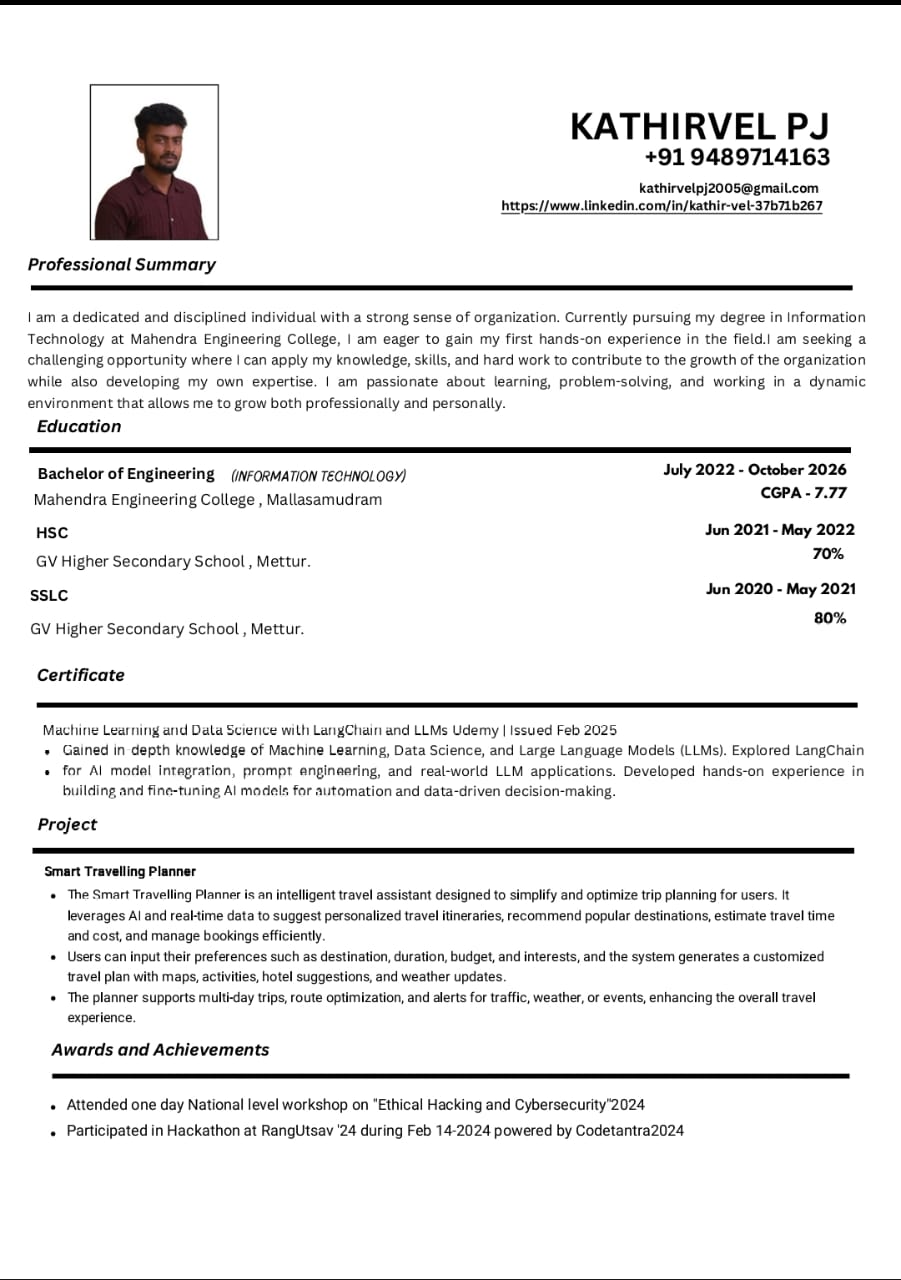 KATHIRVEL PJ
+91 9489714163
kathirvelpj2005@gmail.com
https://www.linkedin.com/in/kathir-vel-37b71b267
Professional Summary
I am a dedicated and disciplined individual with a strong sense of organization. Currently pursuing my degree in Information
Technology at Mahendra Engineering College, I am eager to gain my first hands-on experience in the field.I am seeking a
challenging opportunity where I can apply my knowledge, skills, and hard work to contribute to the growth of the organization
while also developing my own expertise. I am passionate about learning, problem-solving, and working in a dynamic
environment that allows me to grow both professionally and personally.
Education
Bachelor of Engineering (INFORMATION TECHNOLOGY) July 2022 - October 2026
Mahendra Engineering College , Mallasamudram CGPA - 7.77
HSC Jun 2021 - May 2022
GV Higher Secondary School , Mettur. 70%
SSLC Jun 2020 - May 2021
GV Higher Secondary School , Mettur. 80%
Certificate
Machine Learning and Data Science with LangChain and LLMs Udemy | Issued Feb 2025
• Gained in-depth knowledge of Machine Learning, Data Science, and Large Language Models (LLMs). Explored LangChain
• for AI model integration, prompt engineering, and real-world LLM applications. Developed hands-on experience in
building and fine-tuning AI models for automation and data-driven decision-making.
Project
Smart Travelling Planner
• The Smart Travelling Planner is an intelligent travel assistant designed to simplify and optimize trip planning for users. It
leverages AI and real-time data to suggest personalized travel itineraries, recommend popular destinations, estimate travel time
and cost, and manage bookings efficiently.
• Users can input their preferences such as destination, duration, budget, and interests, and the system generates a customized
travel plan with maps, activities, hotel suggestions, and weather updates.
• The planner supports multi-day trips, route optimization, and alerts for traffic, weather, or events, enhancing the overall travel
experience.
Awards and Achievements
• Attended one day National level workshop on "Ethical Hacking and Cybersecurity"2024
• Participated in Hackathon at RangUtsav '24 during Feb 14-2024 powered by Codetantra2024